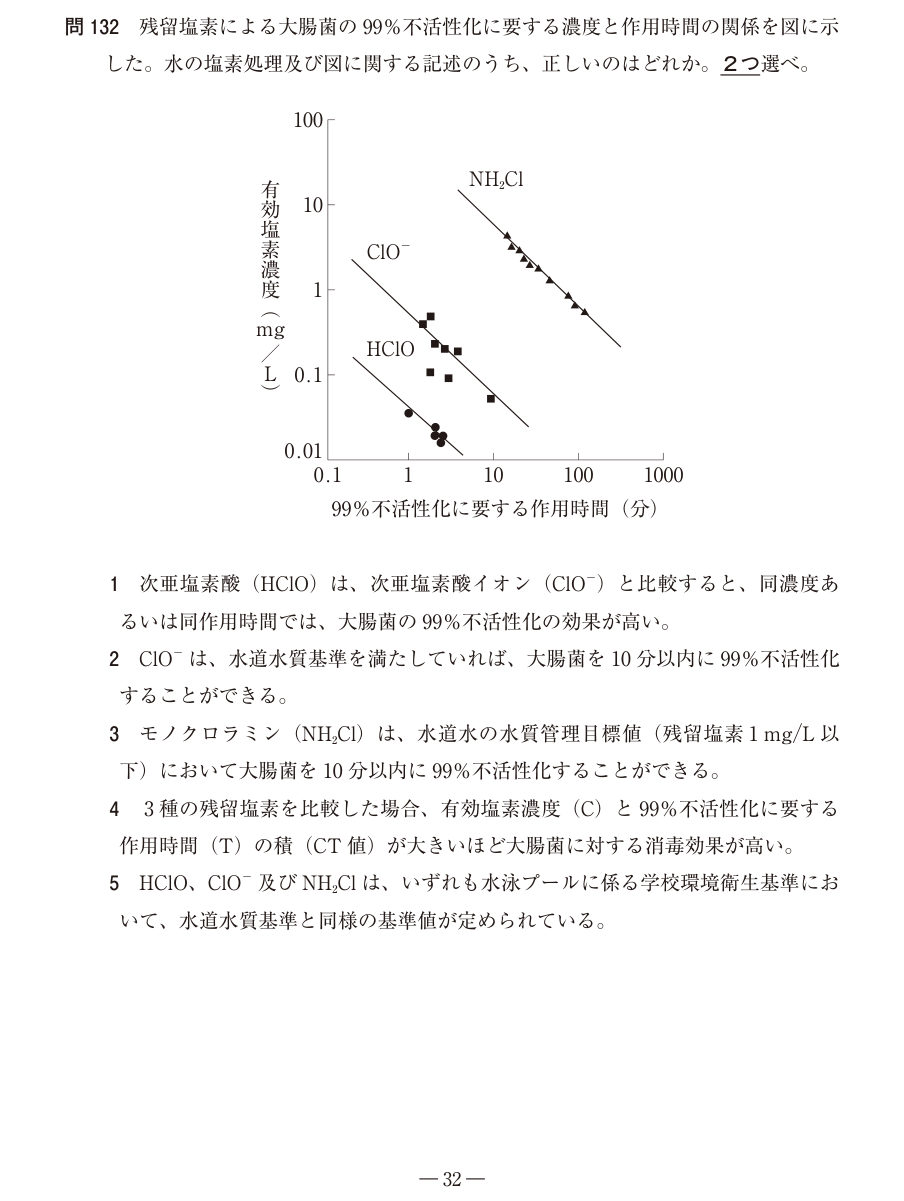 問 132 残留塩素による大腸菌の 99%不活性化に要する濃度と作用時間の関係を図に示
した。水の塩素処理及び図に関する記述のうち、正しいのはどれか。2つ選べ。
100
10
1
0.1
0.01
有効塩素濃度（mg／L）
NH₂Cl
ClO⁻
HClO
0.1 1 10 100 1000
99%不活性化に要する作用時間（分）
1 次亜塩素酸（HClO）は、次亜塩素酸イオン（ClO⁻）と比較すると、同濃度あ
るいは同作用時間では、大腸菌の 99%不活性化の効果が高い。
2 ClO⁻ は、水道水質基準を満たしていれば、大腸菌を 10 分以内に 99%不活性化
することができる。
3 モノクロラミン（NH₂Cl）は、水道水の水質管理目標値（残留塩素 1 mg/L 以
下）において大腸菌を 10 分以内に 99%不活性化することができる。
4 3 種の残留塩素を比較した場合、有効塩素濃度（C）と 99%不活性化に要する
作用時間（T）の積（CT 値）が大きいほど大腸菌に対する消毒効果が高い。
5 HClO、ClO⁻ 及び NH₂Cl は、いずれも水泳プールに係る学校環境衛生基準にお
いて、水道水質基準と同様の基準値が定められている。
― 32 ―